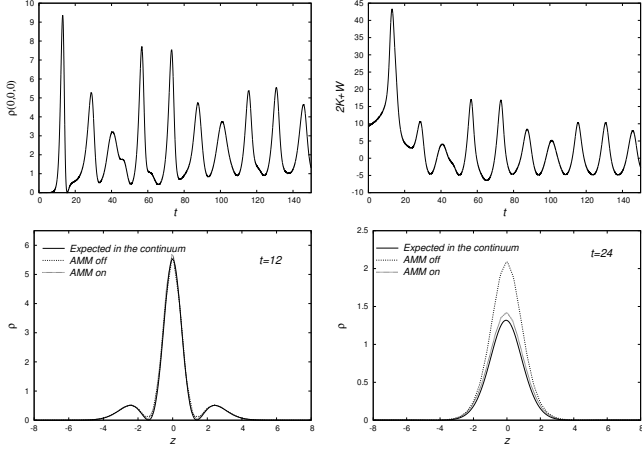 ρ(0,0,0)
10
9
8
7
6
5
4
3
2
1
0
0 20 40 60 80 100 120 140
t
2K+W
45
40
35
30
25
20
15
10
5
0
-5
-10
0 20 40 60 80 100 120 140
t
ρ
6
5
4
3
2
1
0
Expected in the continuum
AMM off
AMM on
t=12
-8 -6 -4 -2 0 2 4 6 8
z
ρ
2.5
2
1.5
1
0.5
0
Expected in the continuum
AMM off
AMM on
t=24
-8 -6 -4 -2 0 2 4 6 8
z